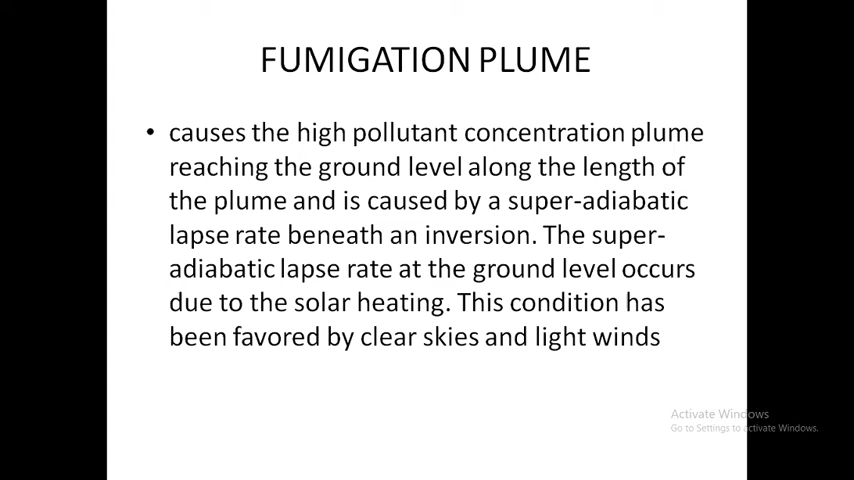 FUMIGATION PLUME
• causes the high pollutant concentration plume
reaching the ground level along the length of
the plume and is caused by a super-adiabatic
lapse rate beneath an inversion. The super-
adiabatic lapse rate at the ground level occurs
due to the solar heating. This condition has
been favored by clear skies and light winds
Activate Windows
Go to Settings to activate Windows.